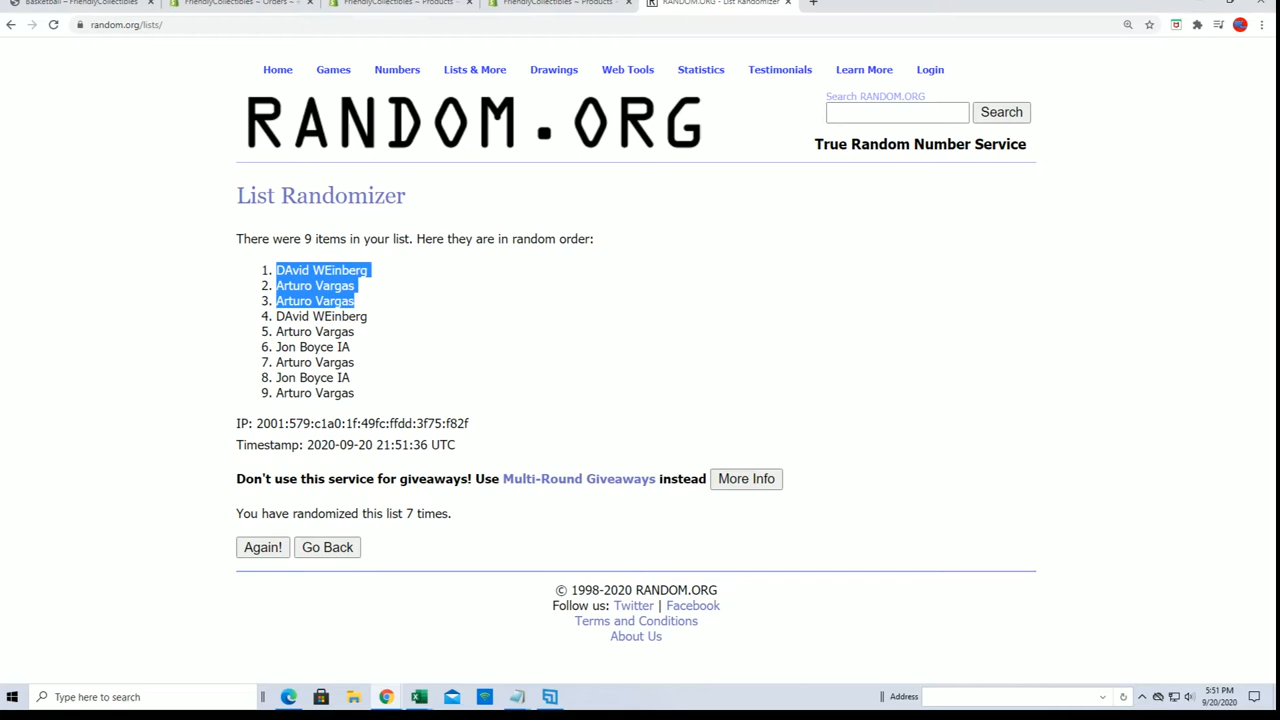 Basketball – FriendlyCollectibles
FriendlyCollectibles ~ Orders ~
FriendlyCollectibles ~ Products
FriendlyCollectibles ~ Products
RANDOM.ORG - List Randomizer
random.org/lists/
Home Games Numbers Lists & More Drawings Web Tools Statistics Testimonials Learn More Login
RANDOM.ORG
Search RANDOM.ORG
Search
True Random Number Service
List Randomizer
There were 9 items in your list. Here they are in random order:
1. DAvid WEinberg
2. Arturo Vargas
3. Arturo Vargas
4. DAvid WEinberg
5. Arturo Vargas
6. Jon Boyce IA
7. Arturo Vargas
8. Jon Boyce IA
9. Arturo Vargas
IP: 2001:579:c1a0:1f:49fc:ffdd:3f75:f82f
Timestamp: 2020-09-20 21:51:36 UTC
Don't use this service for giveaways! Use Multi-Round Giveaways instead More Info
You have randomized this list 7 times.
Again! Go Back
© 1998-2020 RANDOM.ORG
Follow us: Twitter | Facebook
Terms and Conditions
About Us
Type here to search
Address
5:51 PM
9/20/2020